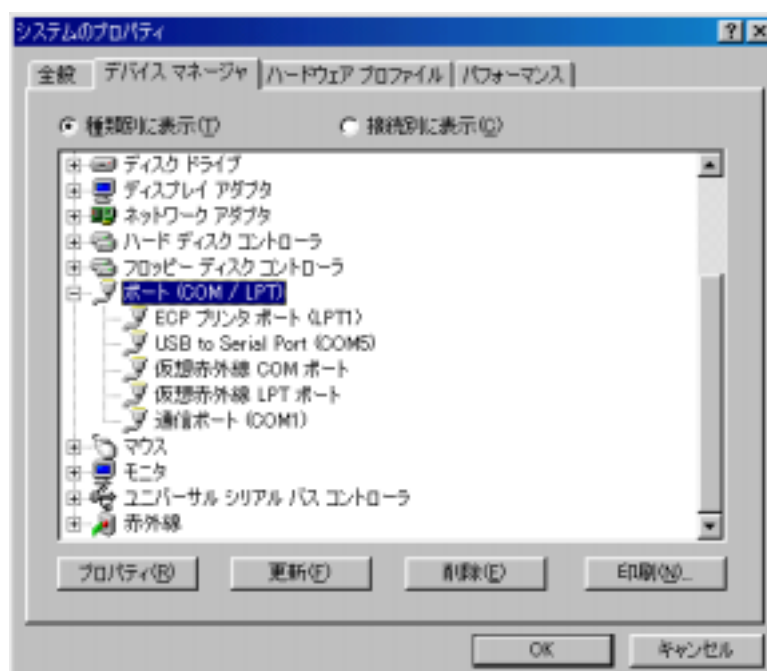 システムのプロパティ
全般 デバイス マネージャ ハードウェア プロファイル パフォーマンス
種類別に表示(T) 接続別に表示(C)
ディスク ドライブ
ディスプレイ アダプタ
ネットワーク アダプタ
ハード ディスク コントローラ
フロッピー ディスク コントローラ
ポート (COM / LPT)
ECP プリンタ ポート (LPT1)
USB to Serial Port (COM5)
仮想赤外線 COM ポート
仮想赤外線 LPT ポート
通信ポート (COM1)
マウス
モニタ
ユニバーサル シリアル バス コントローラ
赤外線
プロパティ(R) 更新(F) 削除(E) 印刷(N)...
OK キャンセル